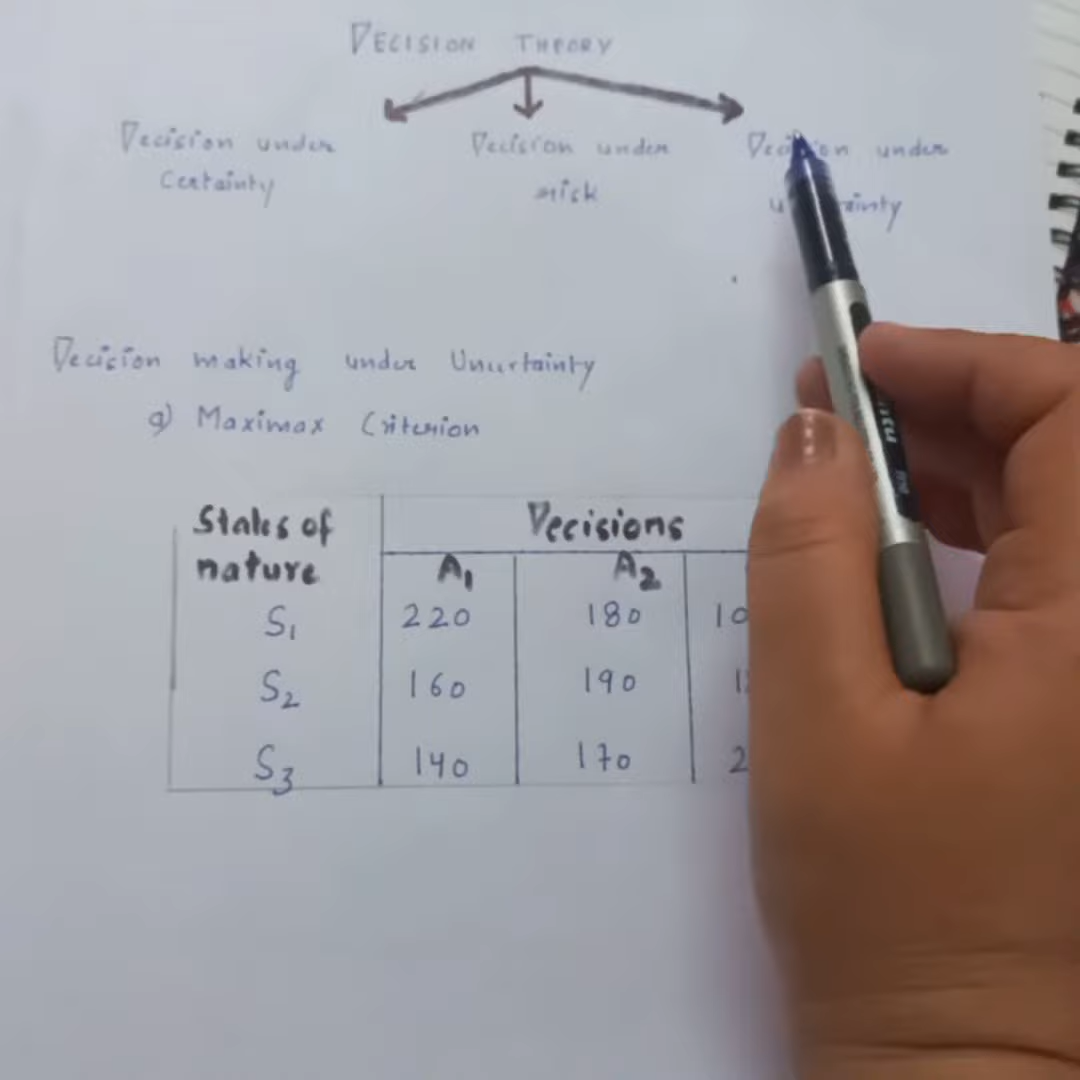 DECISION THEORY
Decision under Certainty
Decision under risk
Decision under
Decision making under Uncertainty
a) Maximax Criterion
States of nature
Decisions
A1 A2
S1 220 180
S2 160 190
S3 140 170